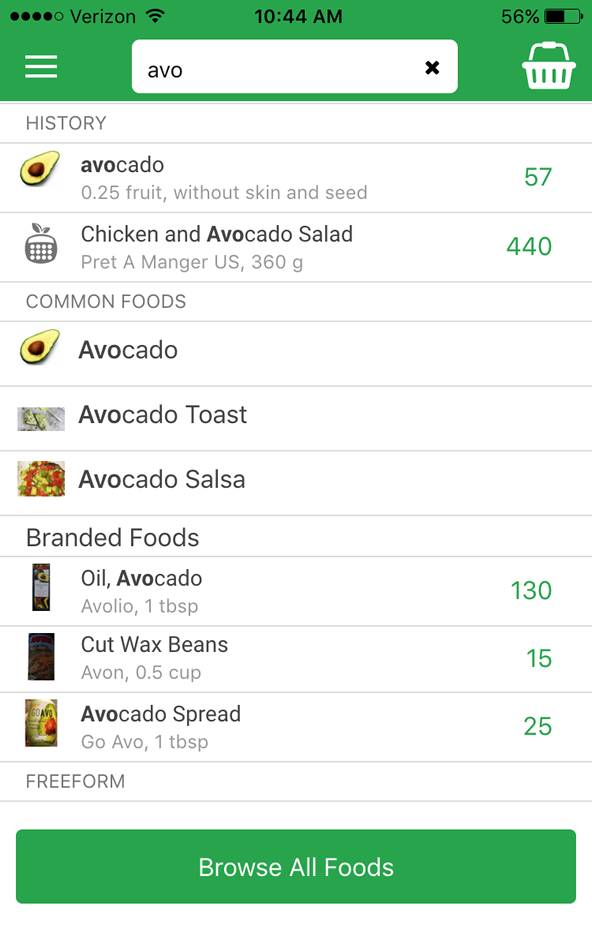 Verizon 10:44 AM 56%
avo
HISTORY
avocado
57
0.25 fruit, without skin and seed
Chicken and Avocado Salad
440
Pret A Manger US, 360 g
COMMON FOODS
Avocado
Avocado Toast
Avocado Salsa
Branded Foods
Oil, Avocado
130
Avolio, 1 tbsp
Cut Wax Beans
15
Avon, 0.5 cup
GOAVO
Avocado Spread
25
Go Avo, 1 tbsp
FREEFORM
Browse All Foods